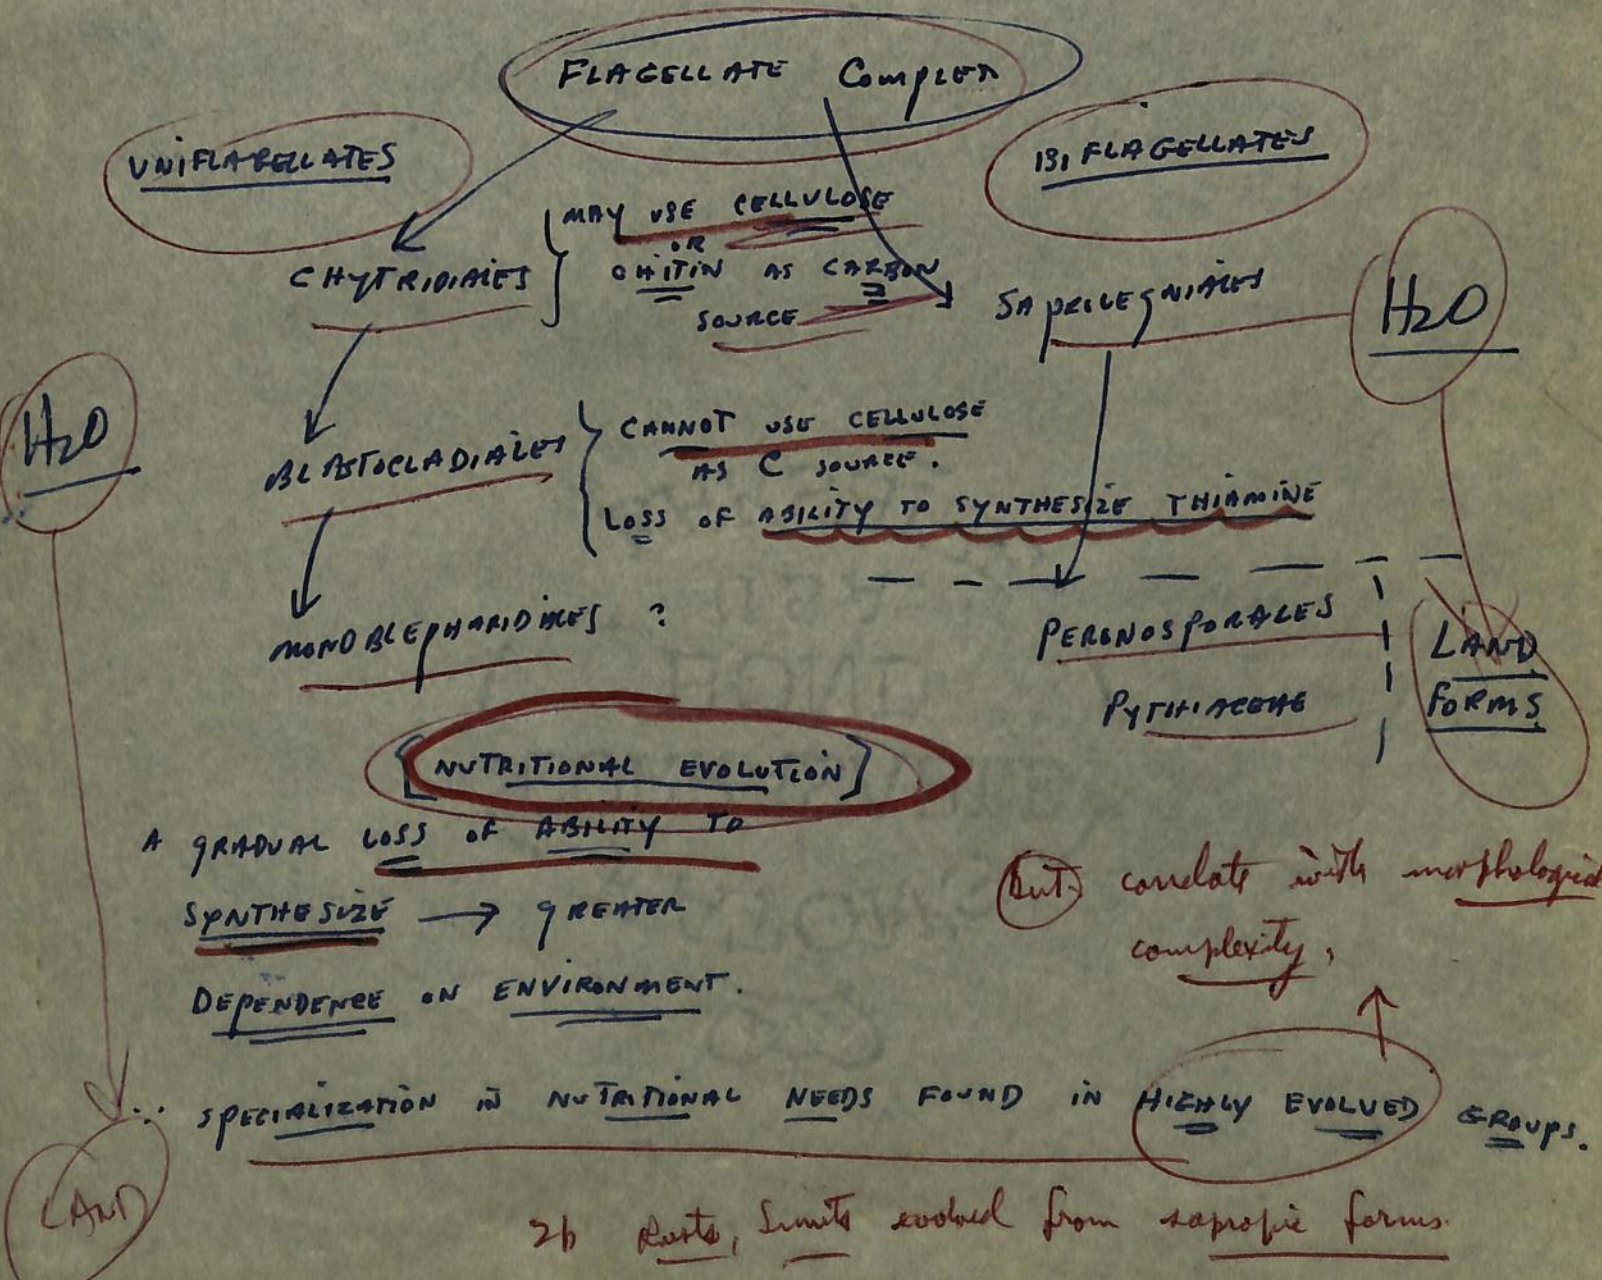 FLAGELLATE COMPLEX
UNIFLAGELLATES
BIFLAGELLATES
CHYTRIDIALES
MAY USE CELLULOSE
OR
CHITIN AS CARBON
SOURCE
SAPRILEGNIALES
H2O
H2O
BLASTOCLADIALES
CANNOT USE CELLULOSE
AS C SOURCE.
LOSS OF ABILITY TO SYNTHESIZE THIAMINE
MONOBLEPHARIDALES ?
PERONOSPORALES
PYTHIACEAE
LAND
FORMS
[NUTRITIONAL EVOLUTION]
A GRADUAL LOSS OF ABILITY TO
SYNTHESIZE → GREATER
DEPENDENCE ON ENVIRONMENT.
But correlate with morphological
complexity,
∴ SPECIALIZATION IN NUTRITIONAL NEEDS FOUND IN HIGHLY EVOLVED GROUPS.
LAND
Rusts, Smuts evolved from sapropic forms.